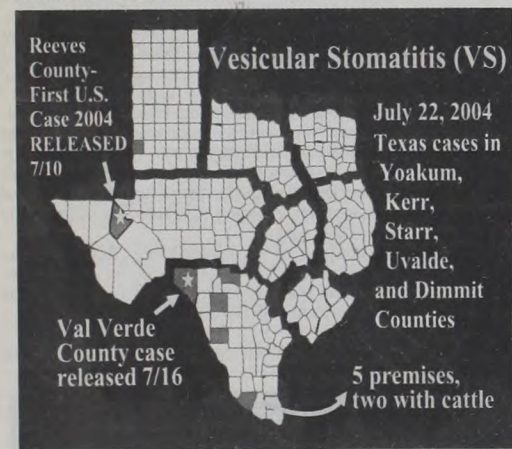 Vesicular Stomatitis (VS)
Reeves
County-
First U.S.
Case 2004
RELEASED
7/10
July 22, 2004
Texas cases in
Yoakum,
Kerr,
Starr,
Uvalde,
and Dimmit
Counties
Val Verde
County case
released 7/16
5 premises,
two with cattle